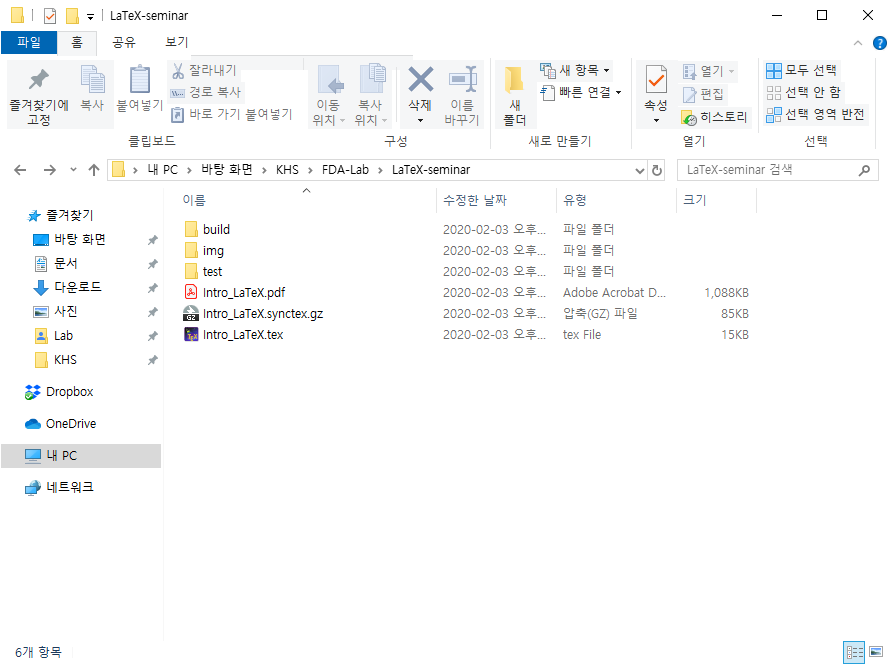 LaTeX-seminar
파일 홈 공유 보기
즐겨찾기에 고정
복사
붙여넣기
잘라내기
경로 복사
바로 가기 붙여넣기
클립보드
이동 위치
복사 위치
삭제
이름 바꾸기
구성
새 폴더
새 항목
빠른 연결
새로 만들기
속성
열기
편집
히스토리
열기
모두 선택
선택 안 함
선택 영역 반전
선택
내 PC > 바탕 화면 > KHS > FDA-Lab > LaTeX-seminar
LaTeX-seminar 검색
즐겨찾기
바탕 화면
문서
다운로드
사진
Lab
KHS
Dropbox
OneDrive
내 PC
네트워크
이름 수정한 날짜 유형 크기
build 2020-02-03 오후... 파일 폴더
img 2020-02-03 오후... 파일 폴더
test 2020-02-03 오후... 파일 폴더
Intro_LaTeX.pdf 2020-02-03 오후... Adobe Acrobat D... 1,088KB
Intro_LaTeX.synctex.gz 2020-02-03 오후... 압축(GZ) 파일 85KB
Intro_LaTeX.tex 2020-02-03 오후... tex File 15KB
6개 항목